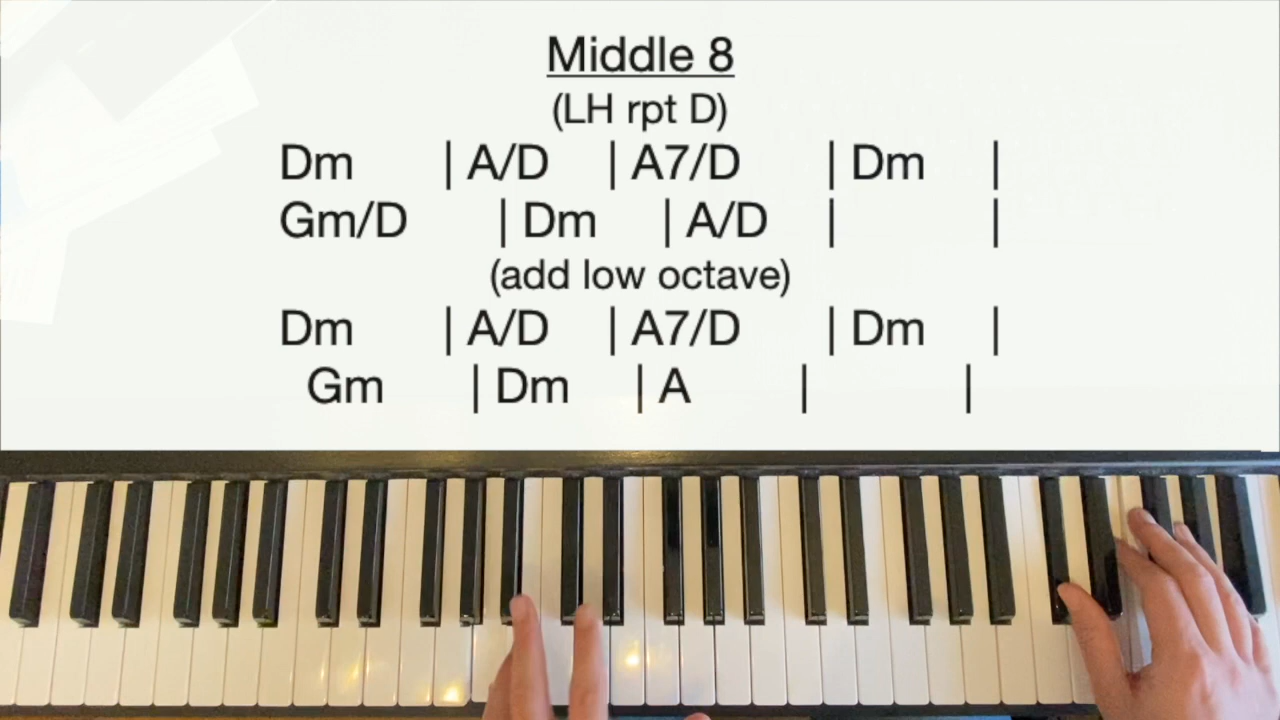 Middle 8
(LH rpt D)
Dm | A/D | A7/D | Dm |
Gm/D | Dm | A/D | |
(add low octave)
Dm | A/D | A7/D | Dm |
Gm | Dm | A | |